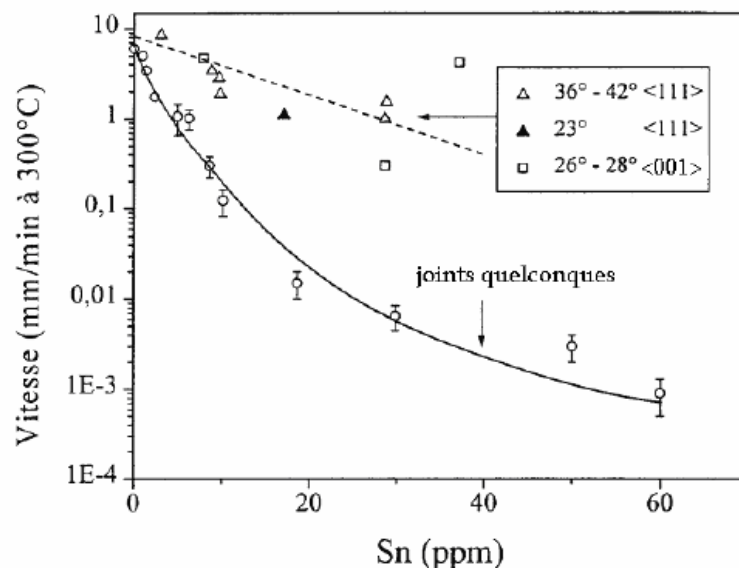 10
1
0,1
0,01
1E-3
1E-4
Vitesse (mm/min à 300°C)
△ 36° - 42° <111>
▲ 23° <111>
□ 26° - 28° <001>
joints quelconques
0 20 40 60
Sn (ppm)